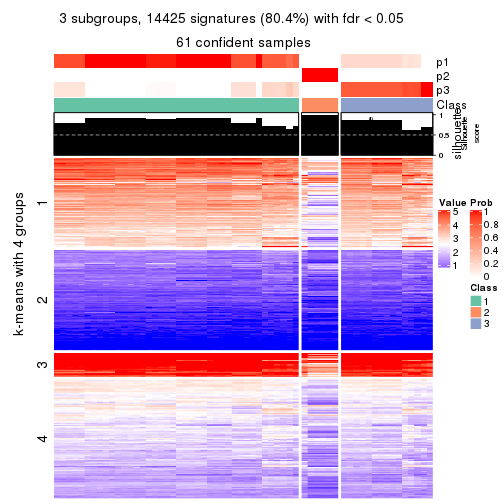 3 subgroups, 14425 signatures (80.4%) with fdr < 0.05
61 confident samples
p1
p2
p3
Class
1
0.5
0
silhouette
Silhouette
score
k-means with 4 groups
1
2
3
4
Value
5
4
3
2
1
Prob
1
0.8
0.6
0.4
0.2
0
Class
1
2
3